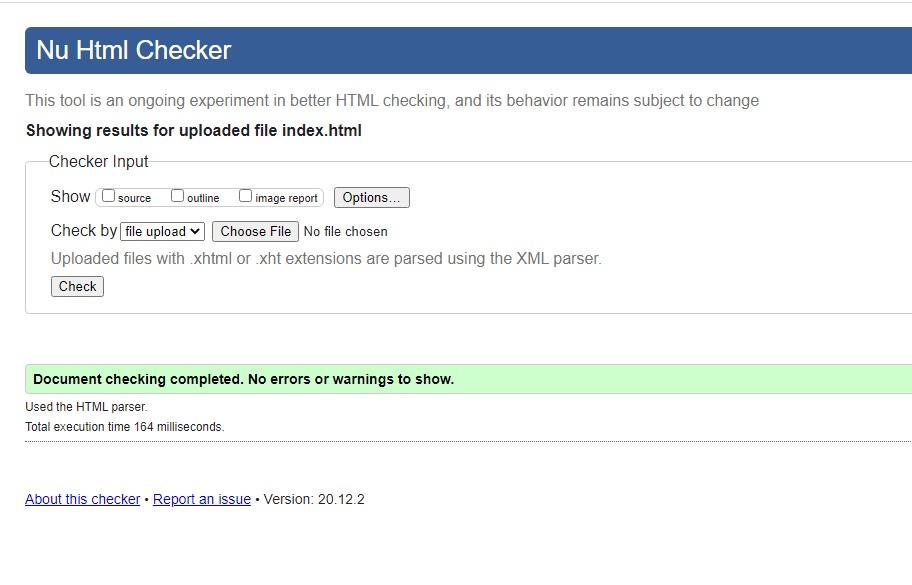 Nu Html Checker
This tool is an ongoing experiment in better HTML checking, and its behavior remains subject to change
Showing results for uploaded file index.html
Checker Input
Show source outline image report Options...
Check by file upload Choose File No file chosen
Uploaded files with .xhtml or .xht extensions are parsed using the XML parser.
Check
Document checking completed. No errors or warnings to show.
Used the HTML parser.
Total execution time 164 milliseconds.
About this checker • Report an issue • Version: 20.12.2